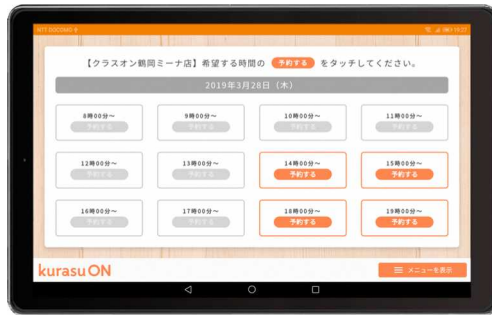 NTT DOCOMO
19:27
【クラスオン鶴岡ミーナ店】希望する時間の 予約する をタッチしてください。
2019年3月28日（木）
8時00分〜 9時00分〜 10時00分〜 11時00分〜
予約する 予約する 予約する 予約する
12時00分〜 13時00分〜 14時00分〜 15時00分〜
予約する 予約する 予約する 予約する
16時00分〜 17時00分〜 18時00分〜 19時00分〜
予約する 予約する 予約する 予約する
kurasu ON メニューを表示